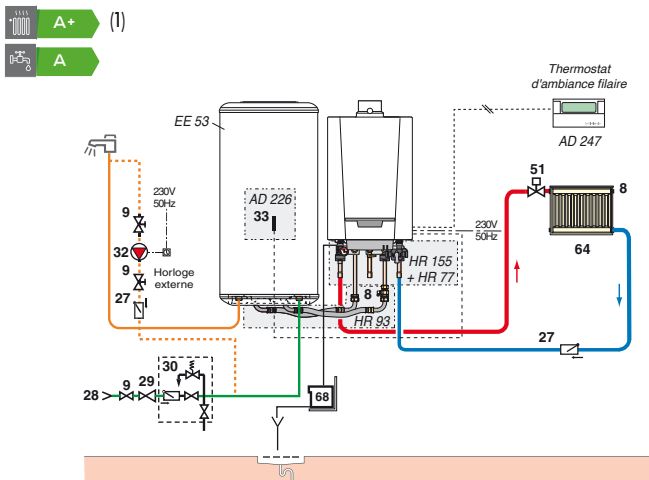 A+ (1)
A
Thermostat
d'ambiance filaire
AD 247
EE 53
AD 226
33
230V
50Hz
9
32
Horloge
externe
9
27
51
8
64
230V
50Hz
HR 155
+ HR 77
8
HR 93
27
28
9
29
30
68